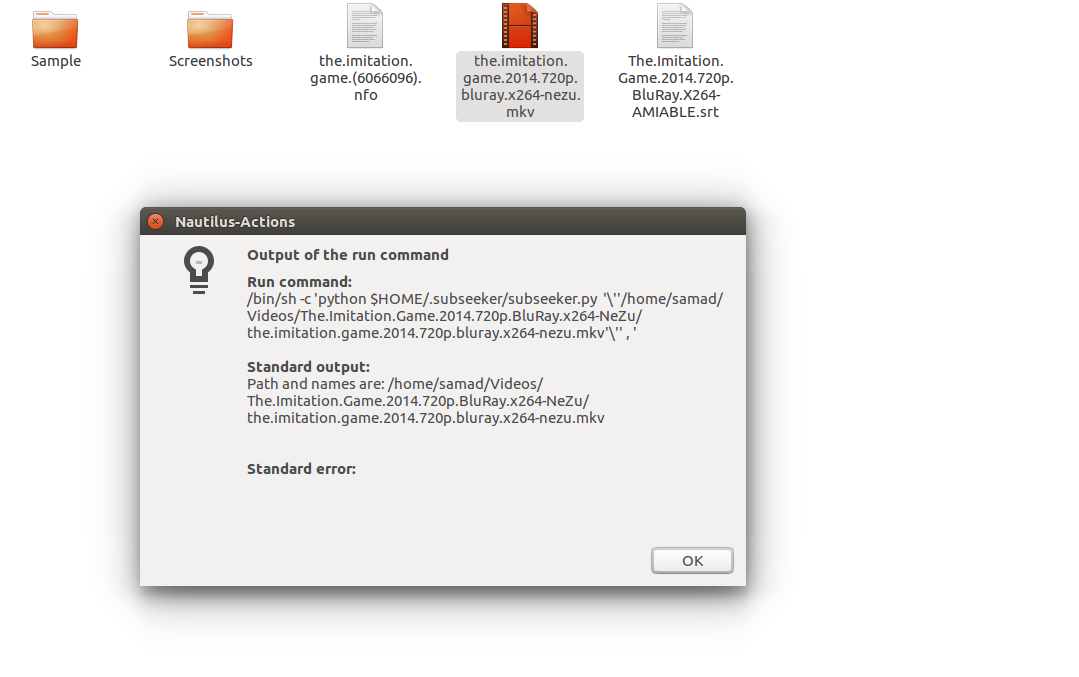 Sample
Screenshots
the.imitation.
game.(6066096).
nfo
the.imitation.
game.2014.720p.
bluray.x264-nezu.
mkv
The.Imitation.
Game.2014.720p.
BluRay.X264-
AMIABLE.srt
Nautilus-Actions
Output of the run command
Run command:
/bin/sh -c 'python $HOME/.subseeker/subseeker.py '\''/home/samad/
Videos/The.Imitation.Game.2014.720p.BluRay.x264-NeZu/
the.imitation.game.2014.720p.bluray.x264-nezu.mkv'\'' , '
Standard output:
Path and names are: /home/samad/Videos/
The.Imitation.Game.2014.720p.BluRay.x264-NeZu/
the.imitation.game.2014.720p.bluray.x264-nezu.mkv
Standard error:
OK